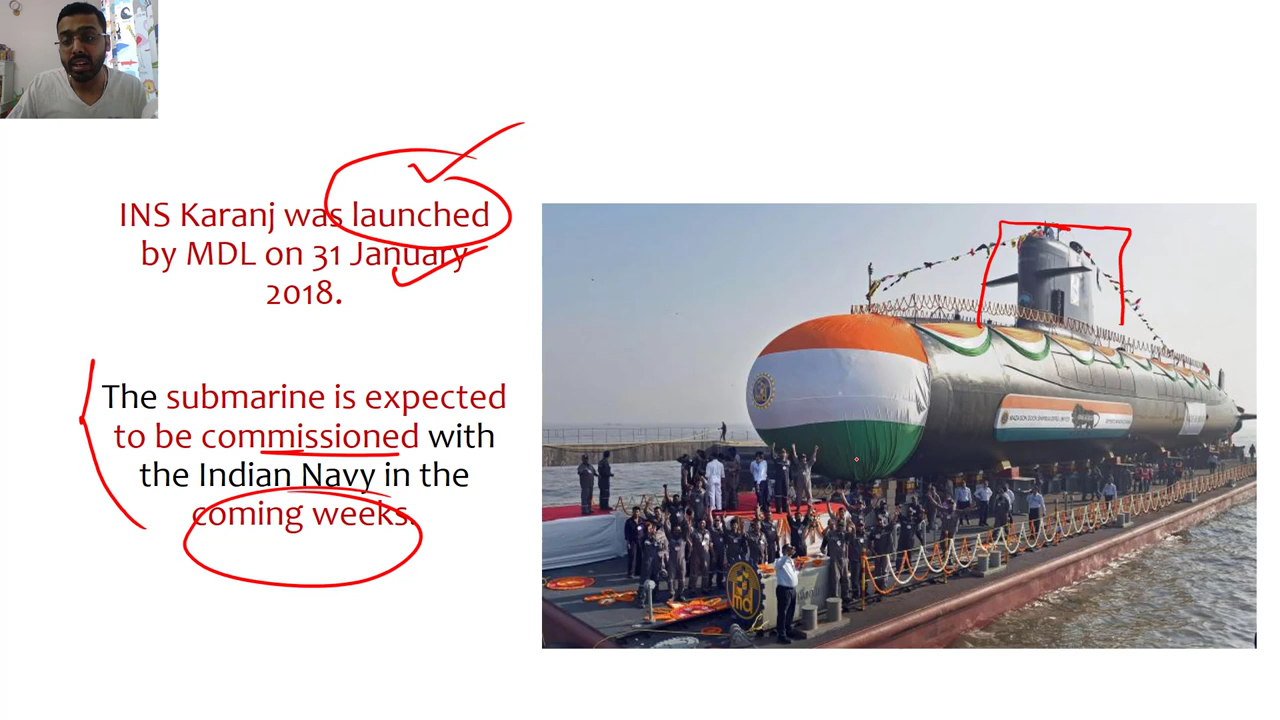 INS Karanj was launched
by MDL on 31 January
2018.
The submarine is expected
to be commissioned with
the Indian Navy in the
coming weeks.